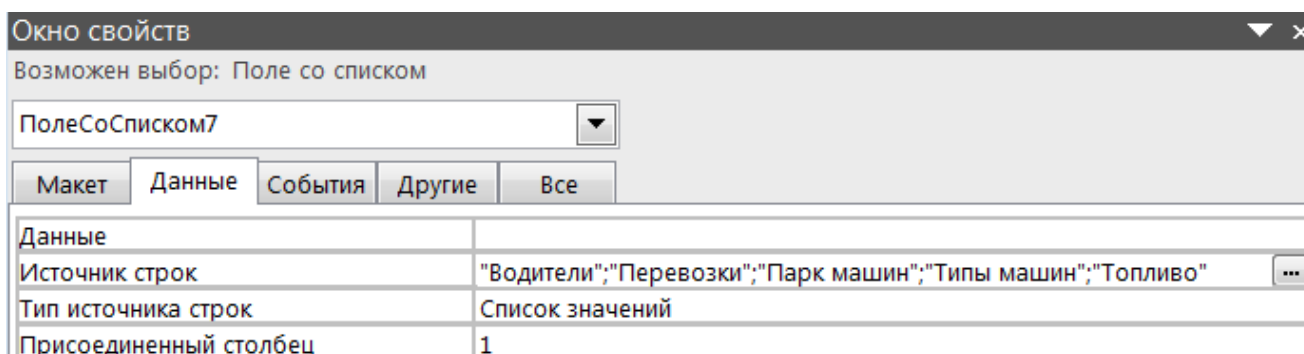 Окно свойств
Возможен выбор: Поле со списком
ПолеСоСписком7
Макет Данные События Другие Все
Данные
Источник строк "Водители";"Перевозки";"Парк машин";"Типы машин";"Топливо" ...
Тип источника строк Список значений
Присоединенный столбец 1